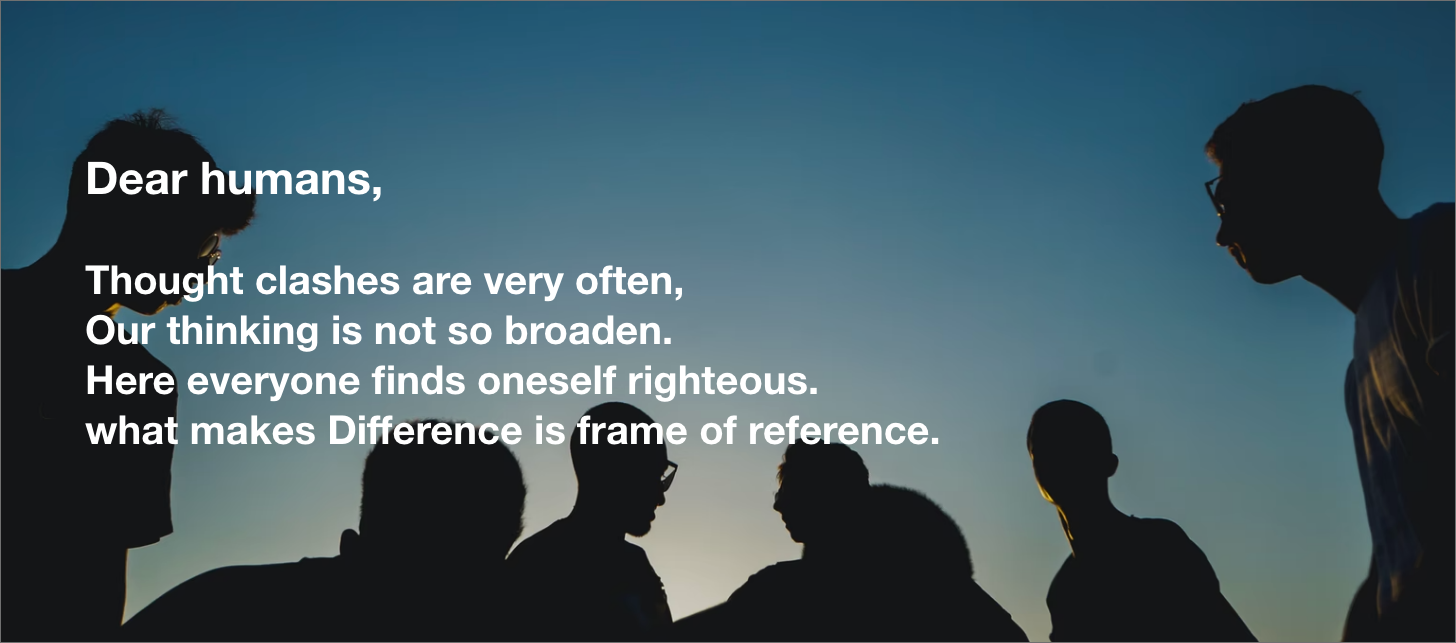 Dear humans,
Thought clashes are very often,
Our thinking is not so broaden.
Here everyone finds oneself righteous.
what makes Difference is frame of reference.